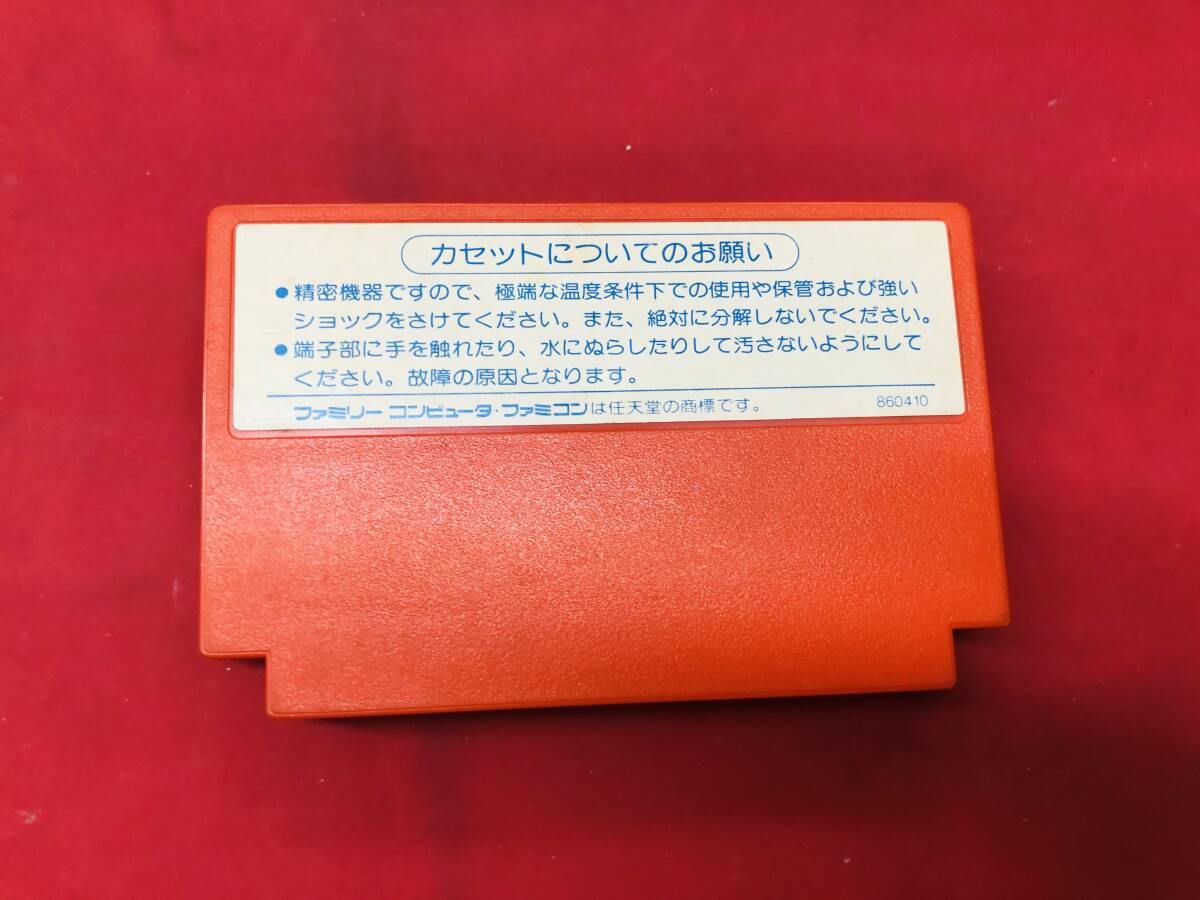 カセットについてのお願い
●精密機器ですので、極端な温度条件下での使用や保管および強い
ショックをさけてください。また、絶対に分解しないでください。
●端子部に手を触れたり、水にぬらしたりして汚さないようにして
ください。故障の原因となります。
ファミリーコンピュータ・ファミコンは任天堂の商標です。 860410